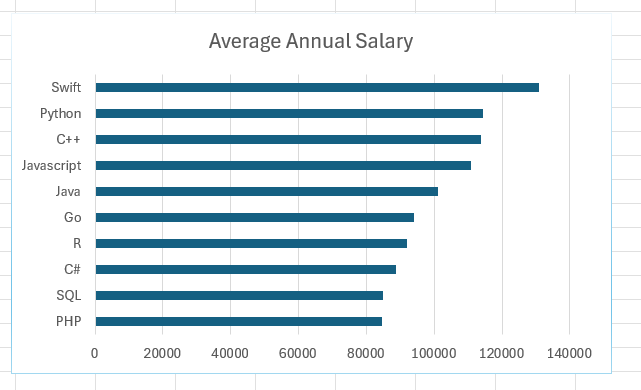 Average Annual Salary
Swift
Python
C++
Javascript
Java
Go
R
C#
SQL
PHP
0 20000 40000 60000 80000 100000 120000 140000